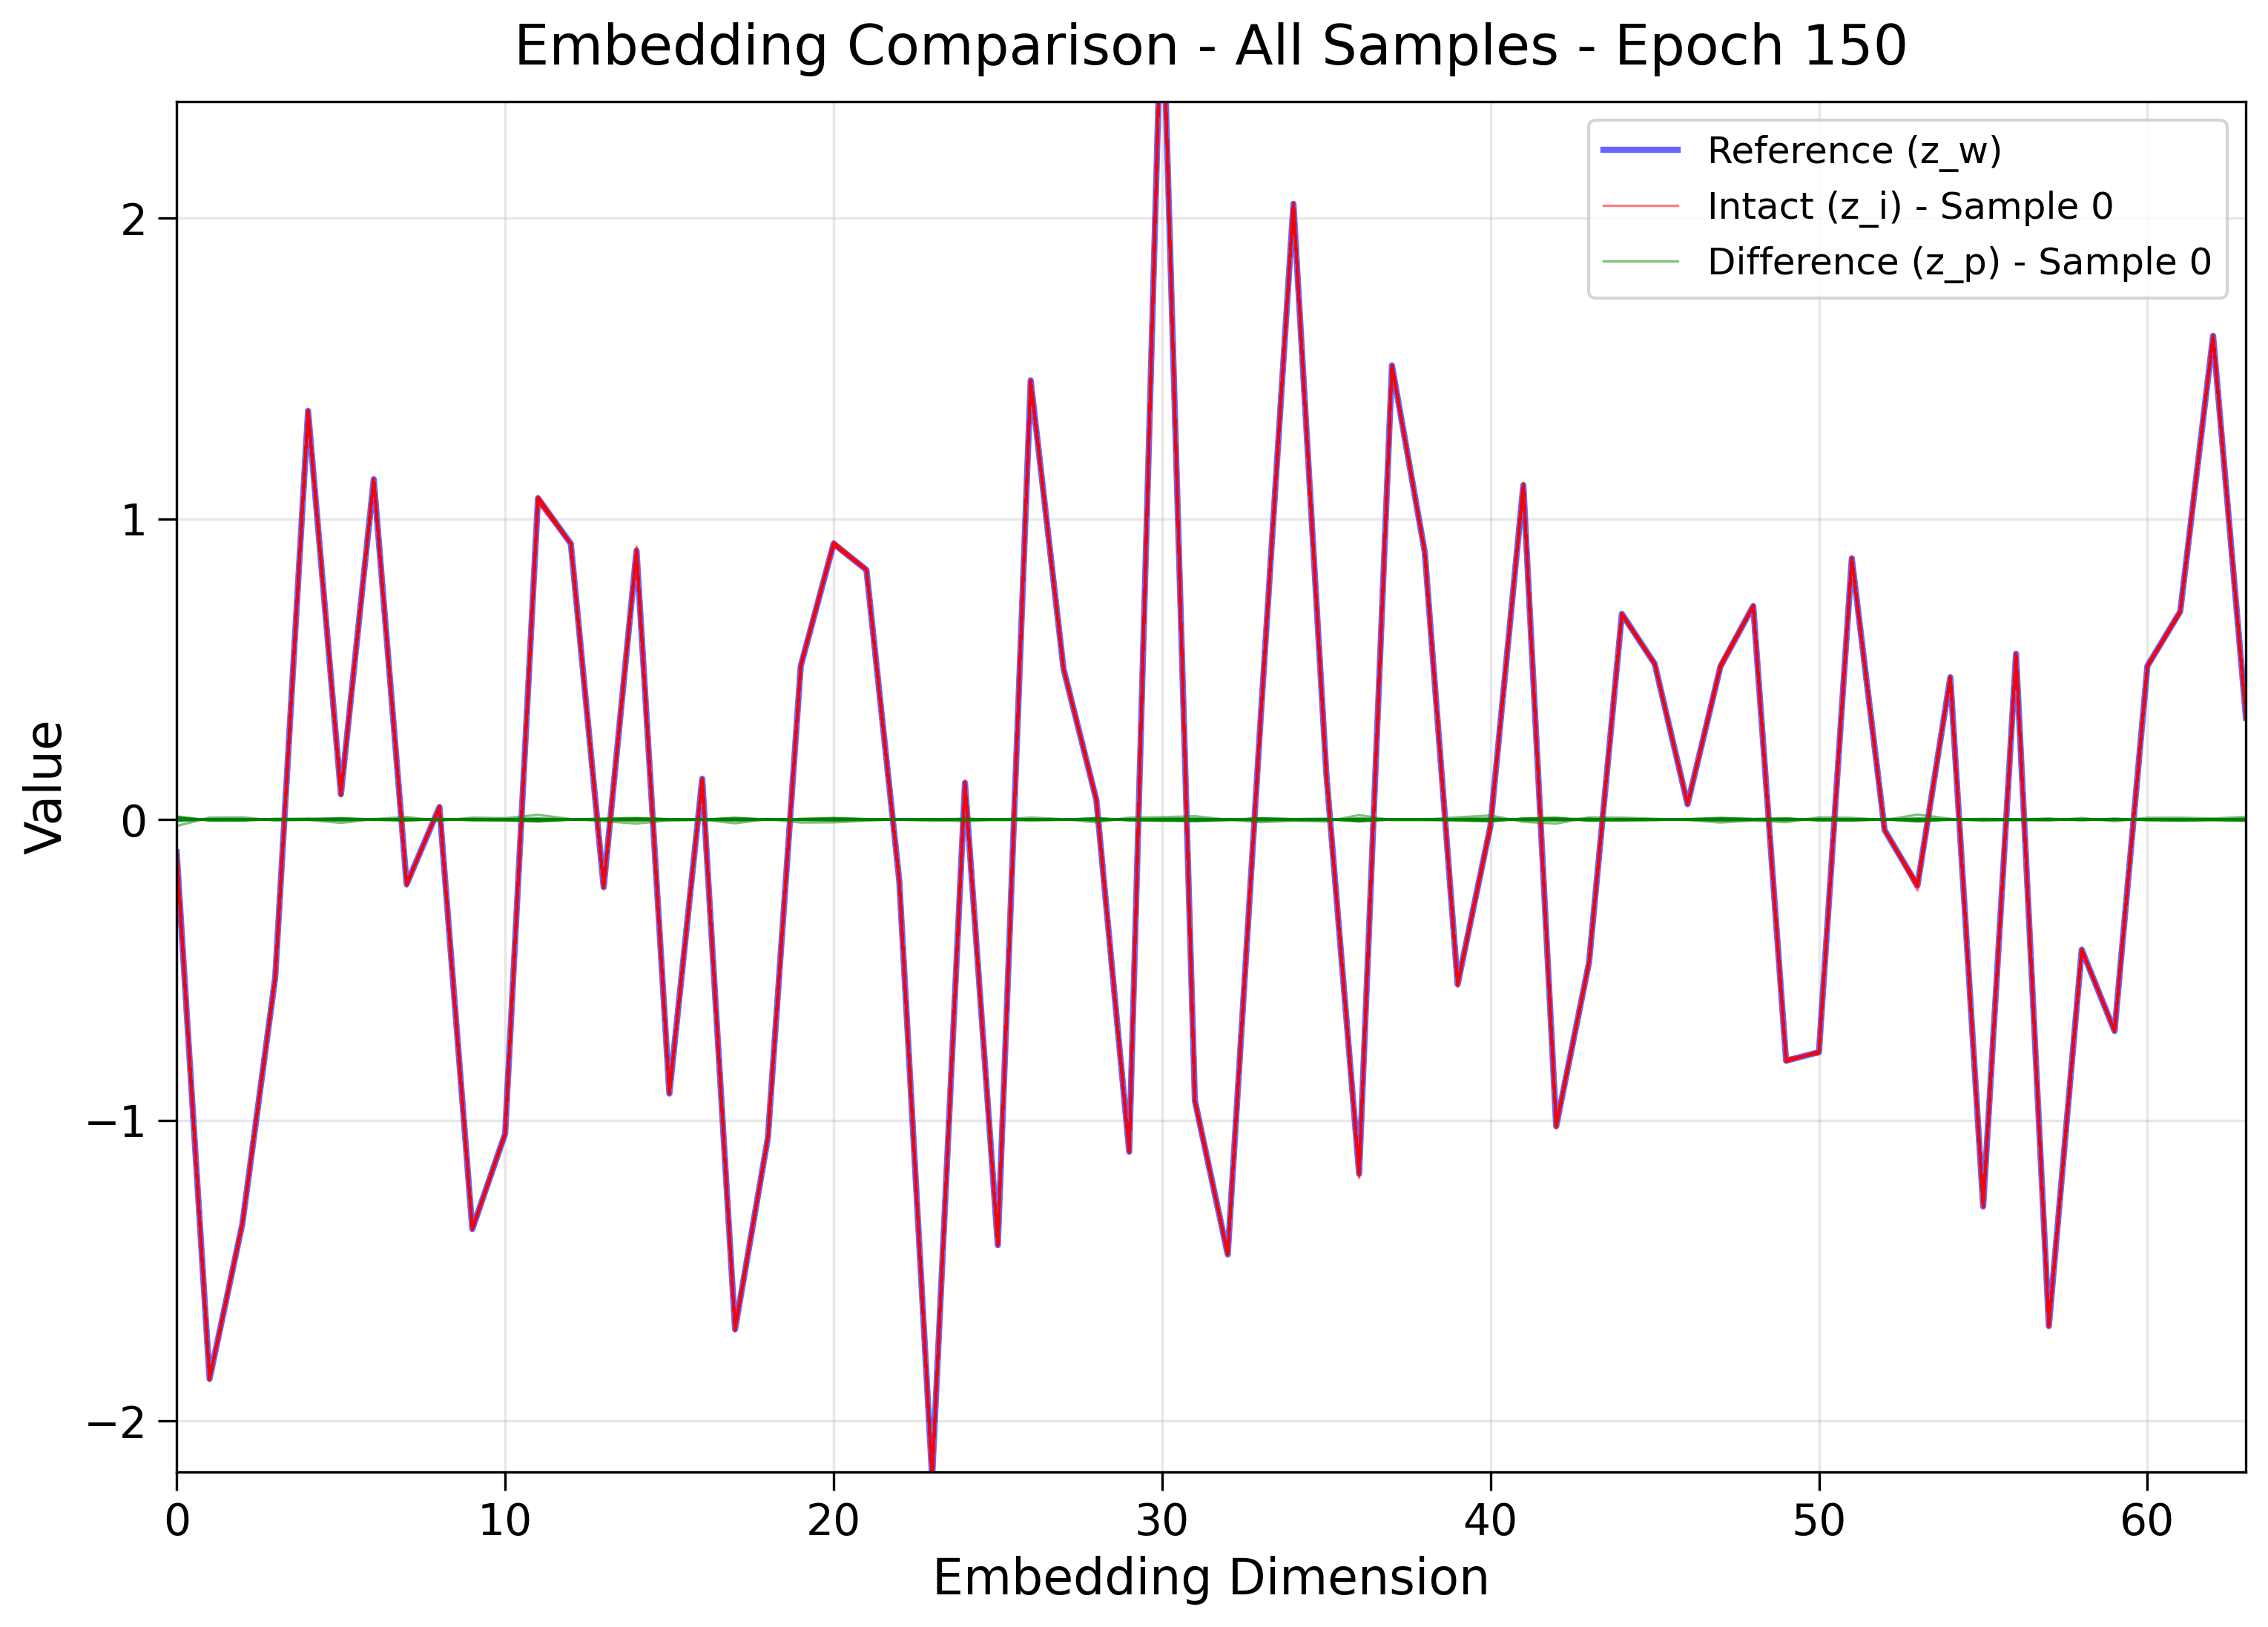 Embedding Comparison - All Samples - Epoch 150
Reference (z_w)
Intact (z_i) - Sample 0
Difference (z_p) - Sample 0
Value
2
1
0
−1
−2
0 10 20 30 40 50 60
Embedding Dimension